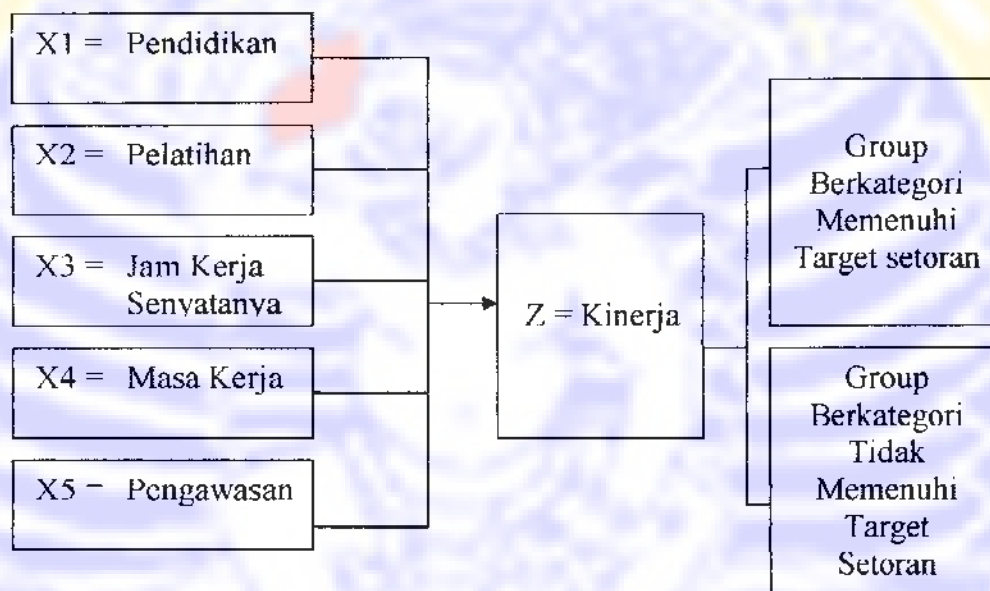 X1 = Pendidikan
X2 = Pelatihan
X3 = Jam Kerja
Senyatanya
X4 = Masa Kerja
X5 = Pengawasan
Z = Kinerja
Group
Berkategori
Memenuhi
Target setoran
Group
Berkategori
Tidak
Memenuhi
Target
Setoran